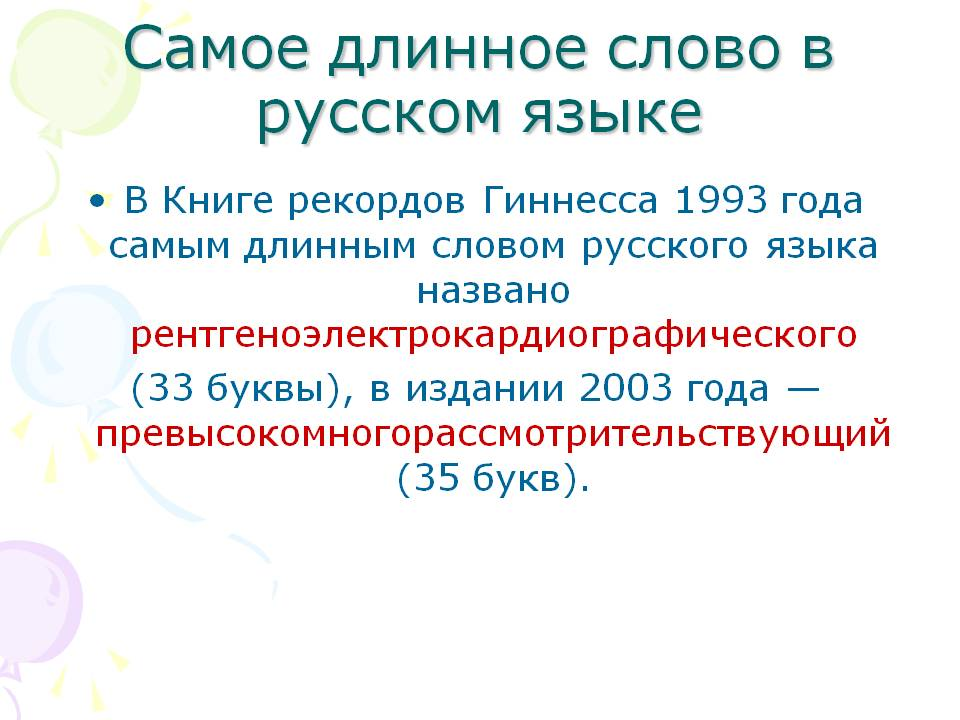 Самое длинное слово в
русском языке
• В Книге рекордов Гиннесса 1993 года
самым длинным словом русского языка
названо
рентгеноэлектрокардиографического
(33 буквы), в издании 2003 года —
превысокомногорассмотрительствующий
(35 букв).